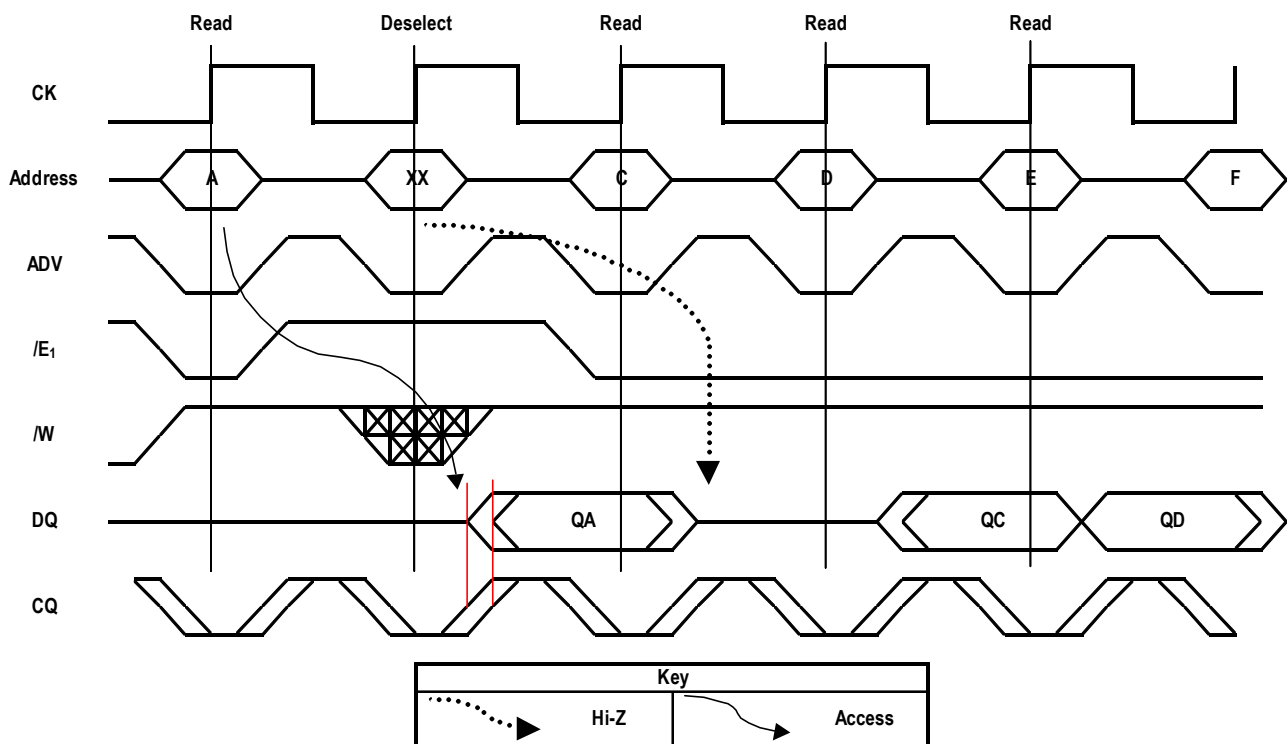 Read Deselect Read Read Read
CK
Address A XX C D E F
ADV
/E1
/W
DQ QA QC QD
CQ
Key
Hi-Z Access